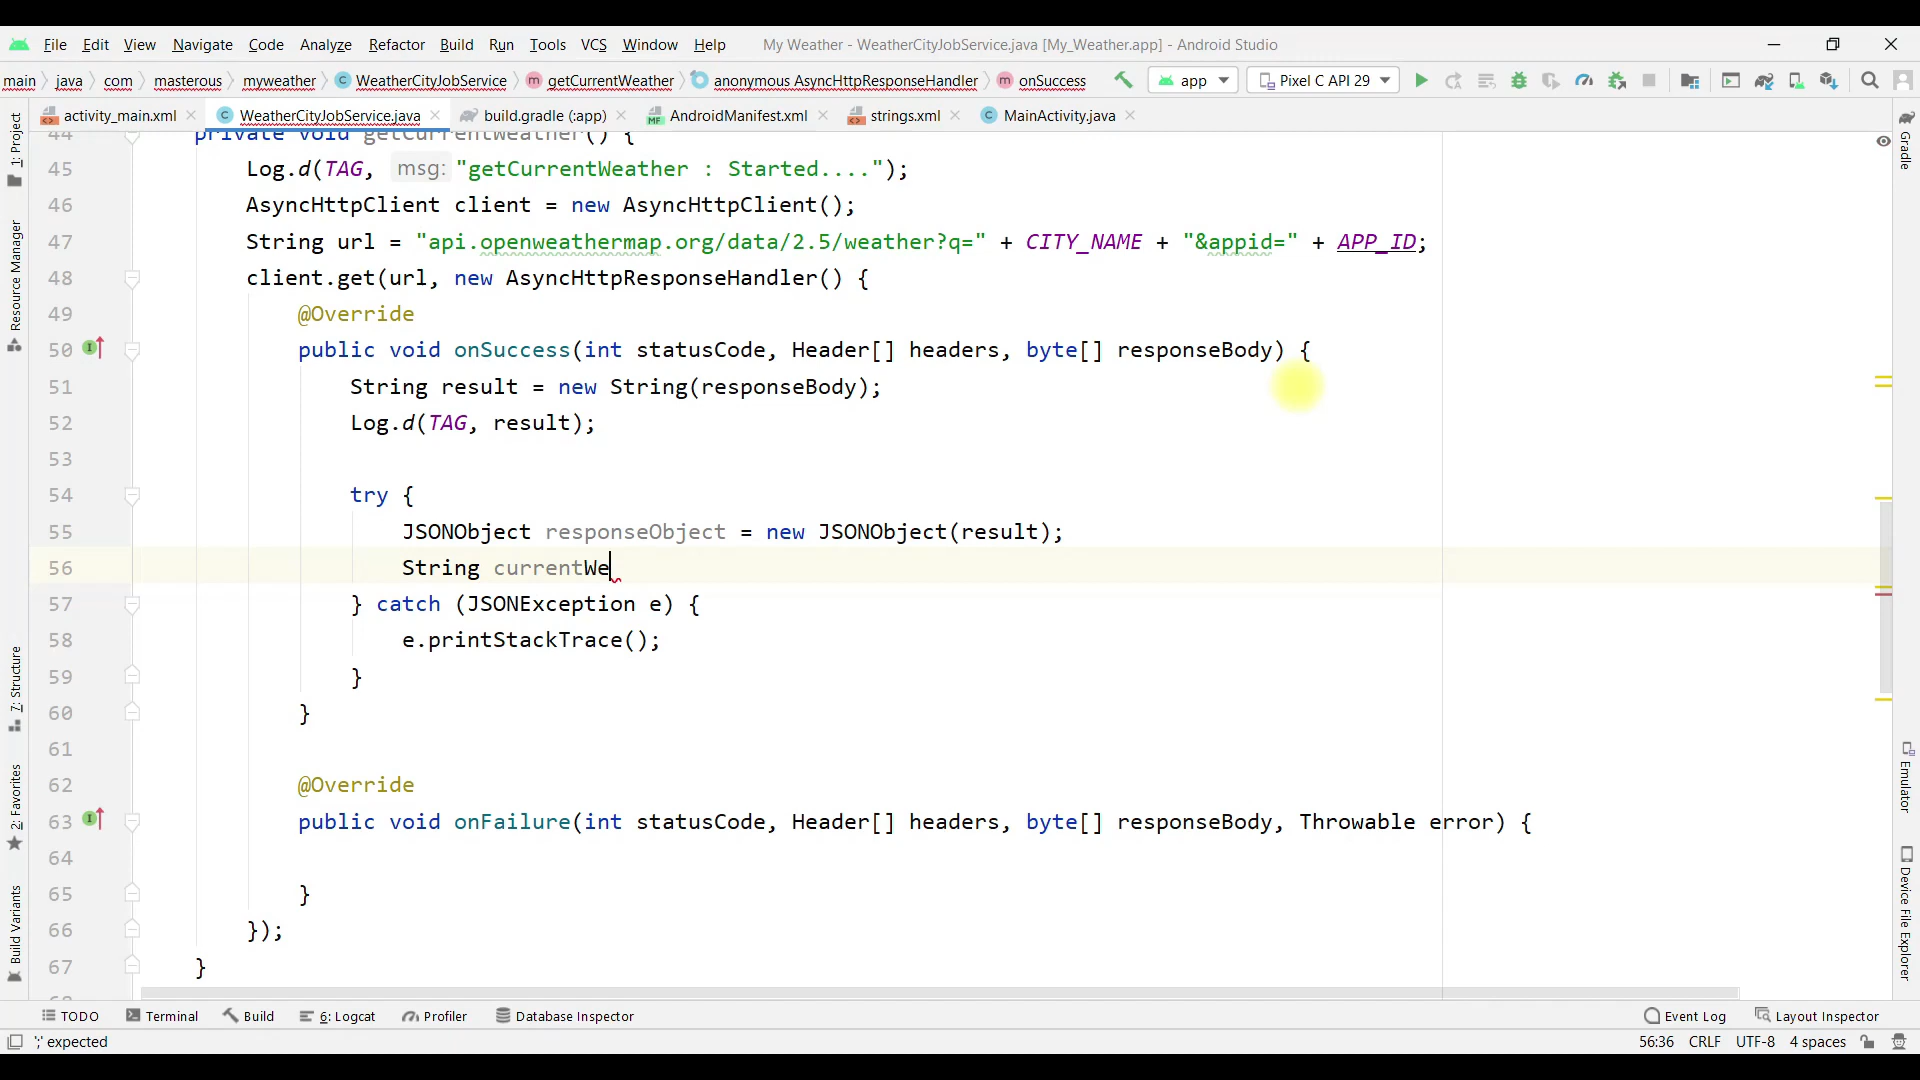 File Edit View Navigate Code Analyze Refactor Build Run Tools VCS Window Help My Weather - WeatherCityJobService.java [My_Weather.app] - Android Studio
main java com masterous myweather WeatherCityJobService getCurrentWeather anonymous AsyncHttpResponseHandler onSuccess app Pixel C API 29
activity_main.xml WeatherCityJobService.java build.gradle (:app) AndroidManifest.xml strings.xml MainActivity.java
44 private void getCurrentWeather() {
45 Log.d(TAG, msg: "getCurrentWeather : Started....");
46 AsyncHttpClient client = new AsyncHttpClient();
47 String url = "api.openweathermap.org/data/2.5/weather?q=" + CITY_NAME + "&appid=" + APP_ID;
48 client.get(url, new AsyncHttpResponseHandler() {
49 @Override
50 public void onSuccess(int statusCode, Header[] headers, byte[] responseBody) {
51 String result = new String(responseBody);
52 Log.d(TAG, result);
53
54 try {
55 JSONObject responseObject = new JSONObject(result);
56 String currentWe
57 } catch (JSONException e) {
58 e.printStackTrace();
59 }
60 }
61
62 @Override
63 public void onFailure(int statusCode, Header[] headers, byte[] responseBody, Throwable error) {
64
65 }
66 });
67 }
1: Project
Resource Manager
7: Structure
2: Favorites
Build Variants
Gradle
Emulator
Device File Explorer
TODO Terminal Build 6: Logcat Profiler Database Inspector Event Log Layout Inspector
';' expected 56:36 CRLF UTF-8 4 spaces